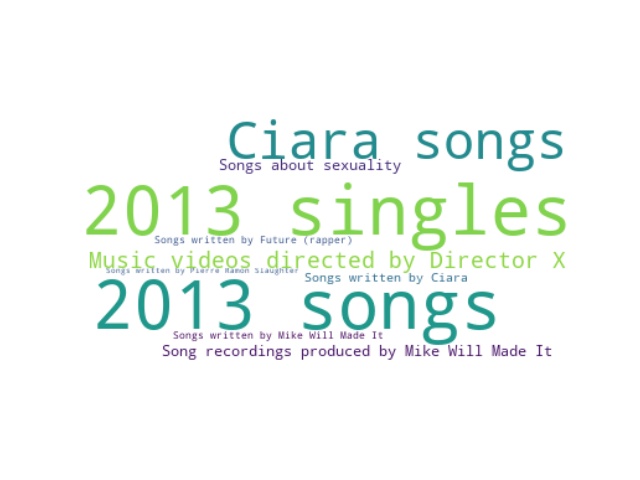 Ciara songs
Songs about sexuality
2013 singles
Songs written by Future (rapper)
Music videos directed by Director X
Songs written by Pierre Ramon Slaughter
Songs written by Ciara
2013 songs
Songs written by Mike Will Made It
Song recordings produced by Mike Will Made It